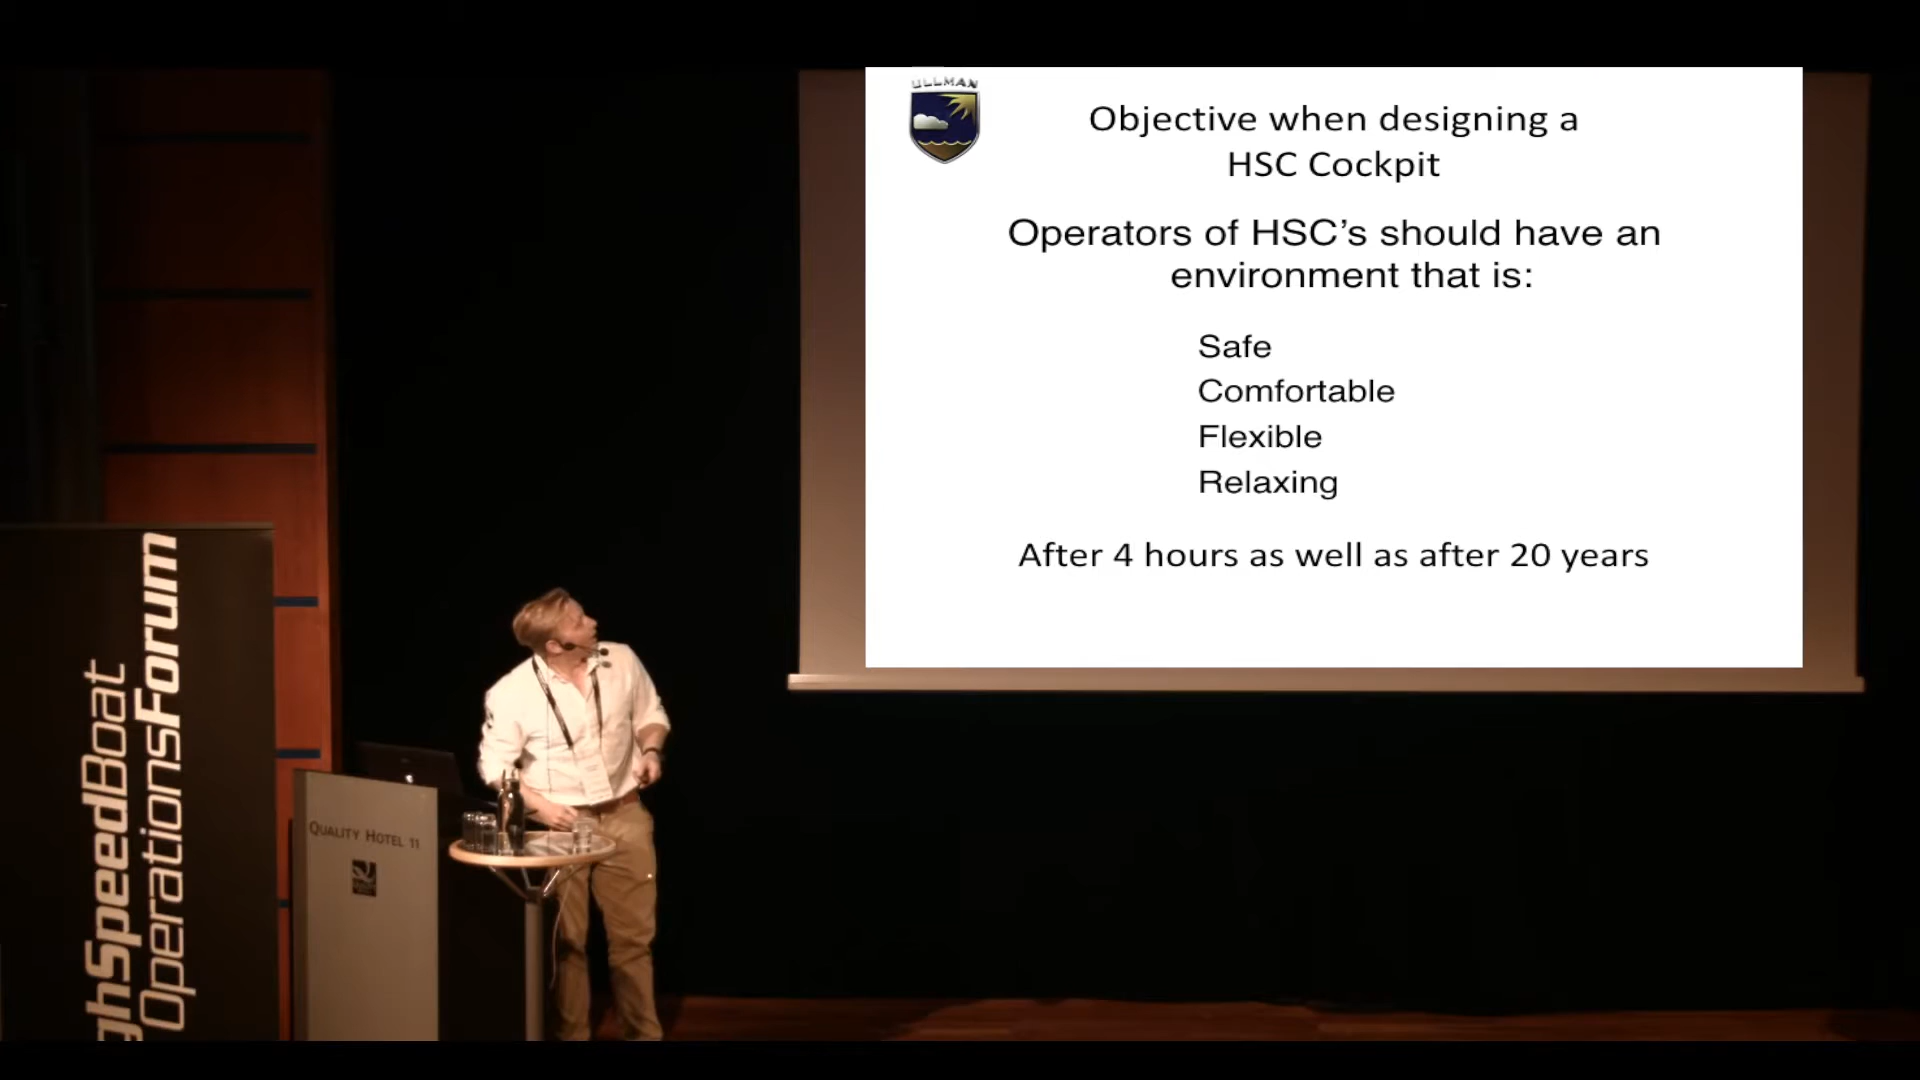 ULLMAN
Objective when designing a
HSC Cockpit
Operators of HSC's should have an
environment that is:
Safe
Comfortable
Flexible
Relaxing
After 4 hours as well as after 20 years
ghSpeedBoat
OperationsForum
QUALITY HOTEL 11